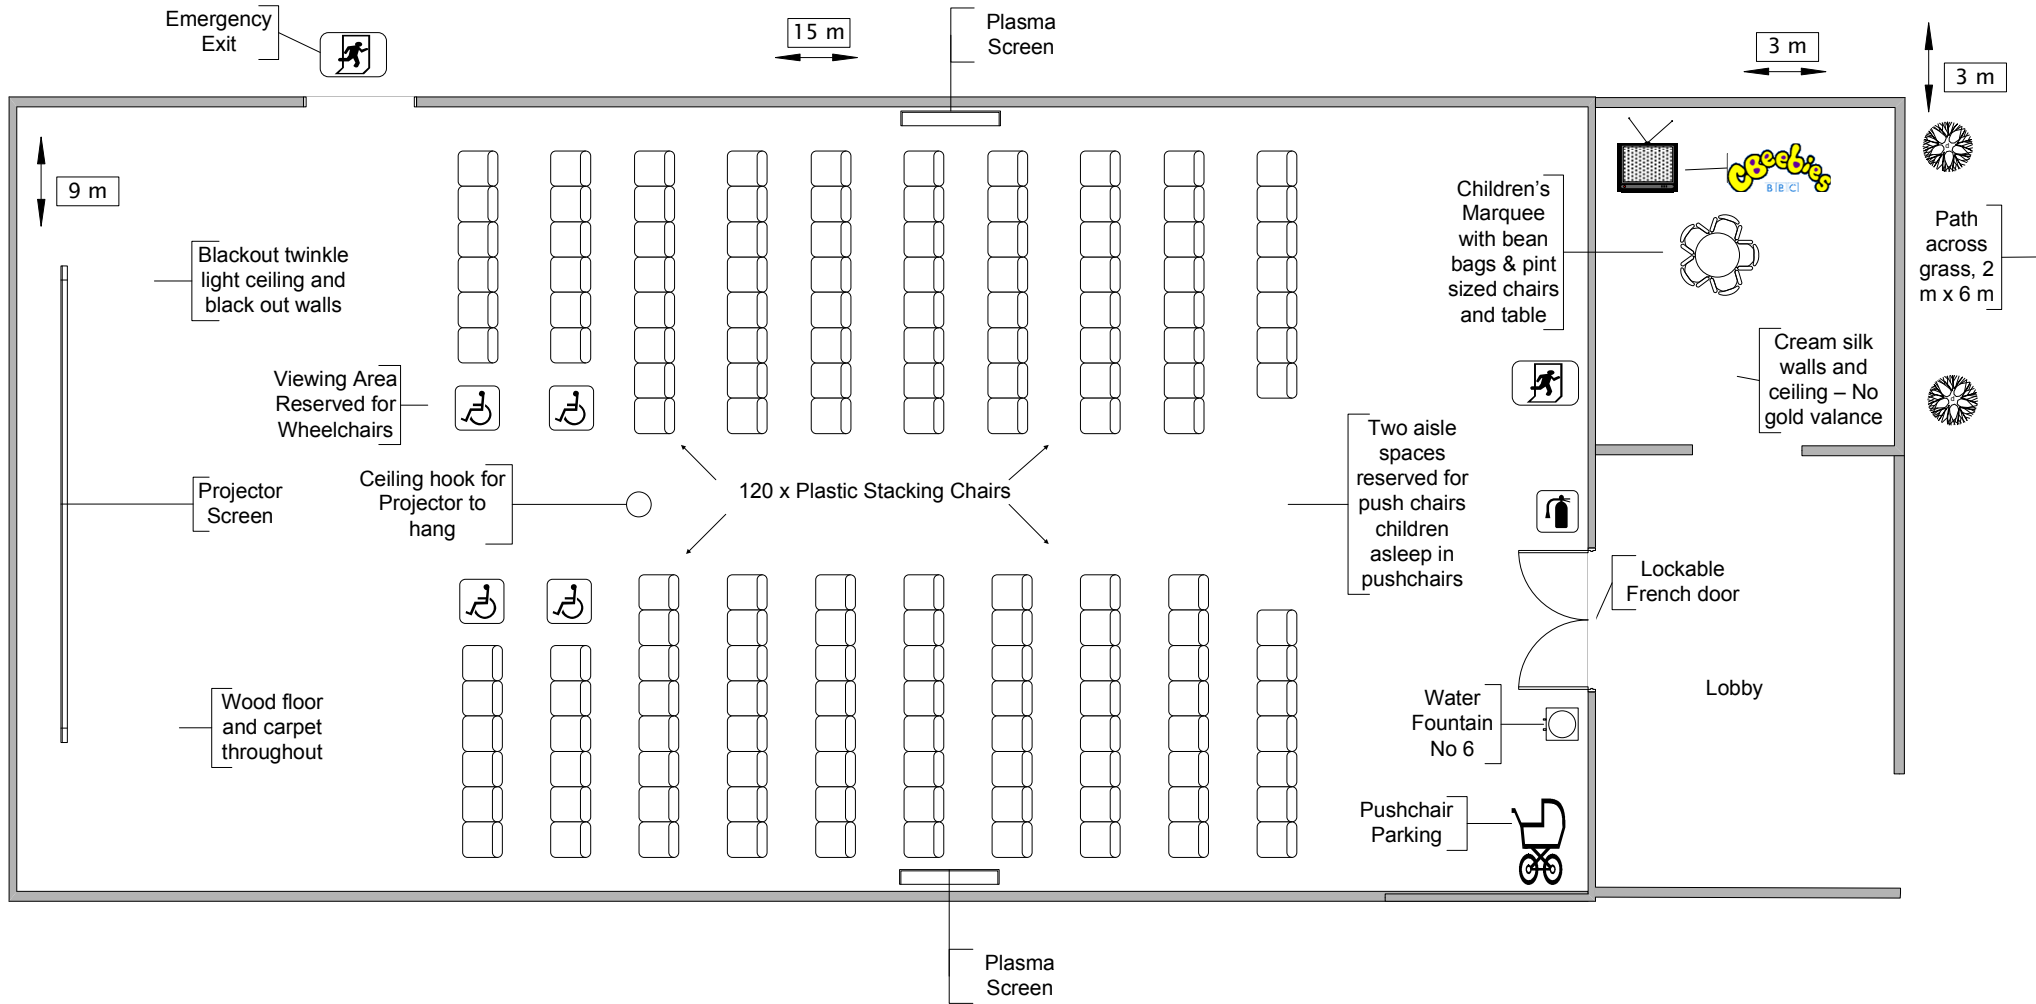 Emergency
Exit
15 m
Plasma
Screen
3 m
3 m
9 m
Blackout twinkle
light ceiling and
black out walls
Children's
Marquee
with bean
bags & pint
sized chairs
and table
CBeebies
BBC
Path
across
grass, 2
m x 6 m
Cream silk
walls and
ceiling – No
gold valance
Viewing Area
Reserved for
Wheelchairs
Two aisle
spaces
reserved for
push chairs
children
asleep in
pushchairs
Projector
Screen
Ceiling hook for
Projector to
hang
120 x Plastic Stacking Chairs
Lockable
French door
Wood floor
and carpet
throughout
Water
Fountain
No 6
Lobby
Pushchair
Parking
Plasma
Screen